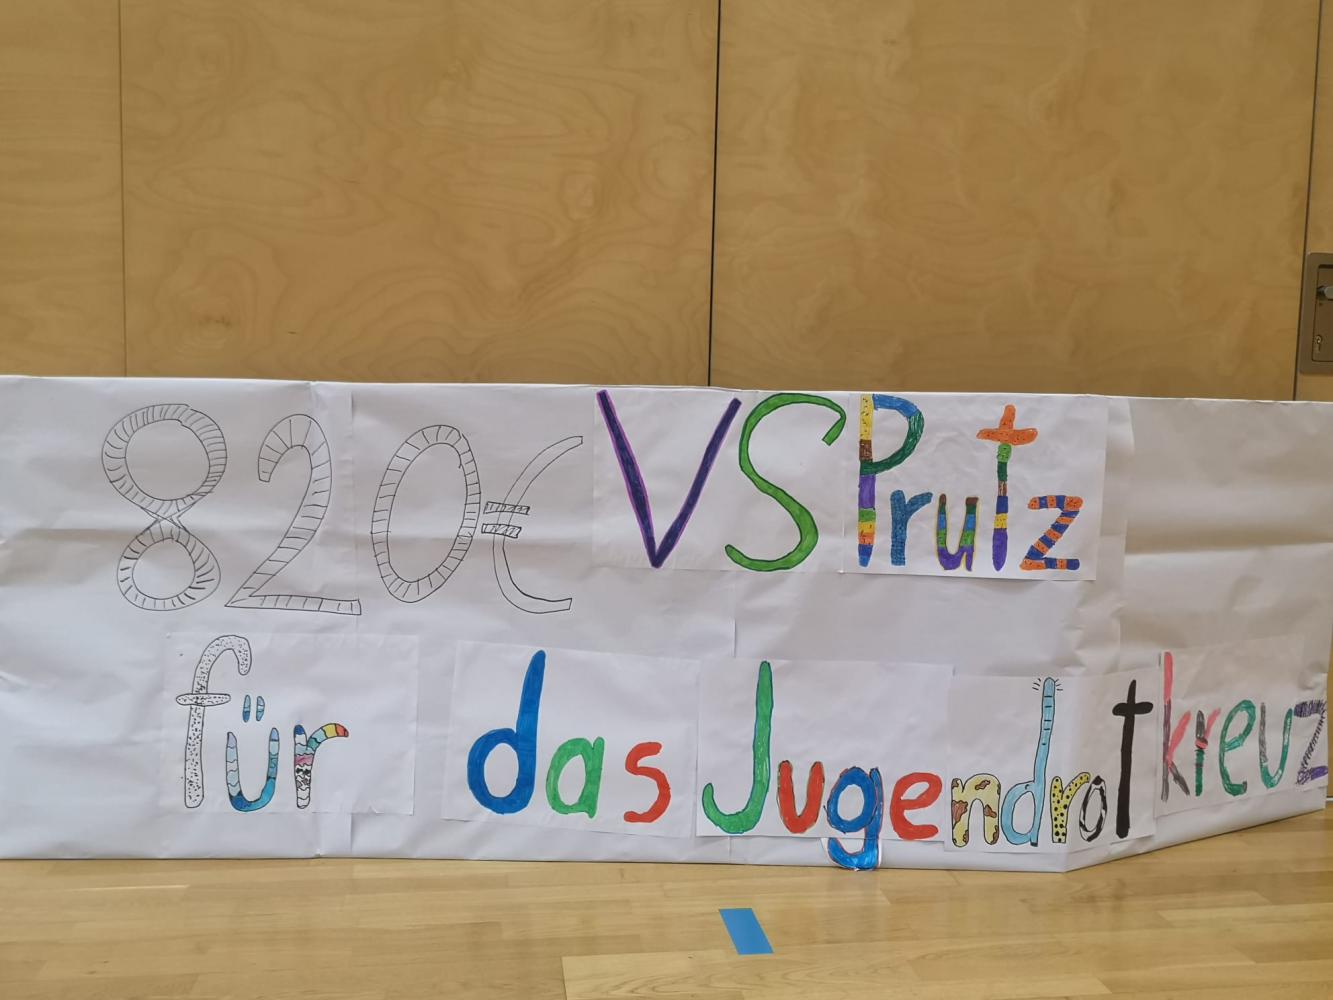 820€ VS Prutz
für das Jugendrotkreuz